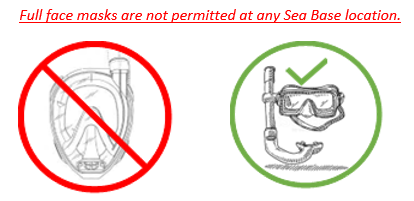 Full face masks are not permitted at any Sea Base location.